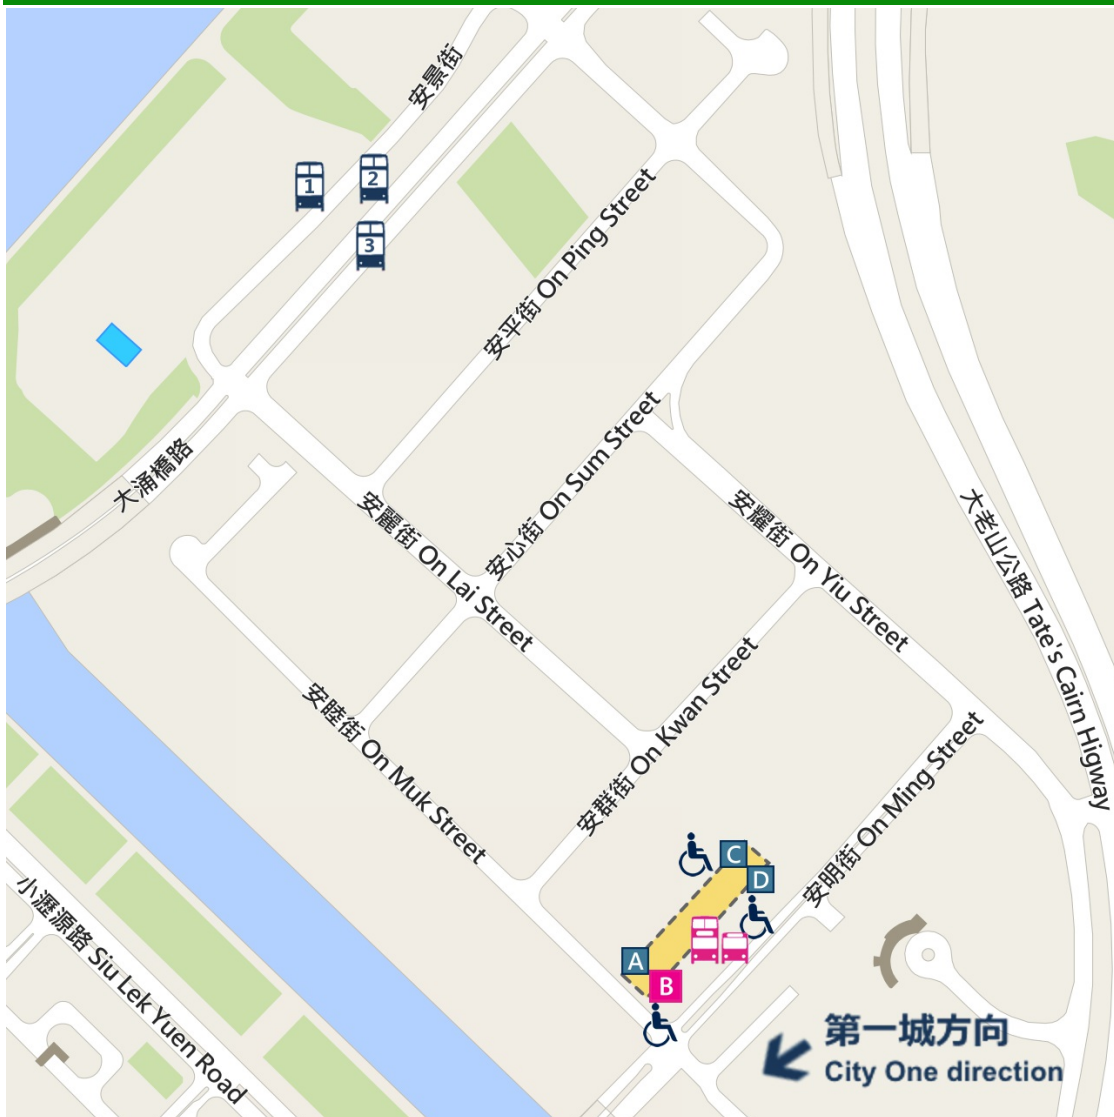 安景街
1
2
3
安平街 On Ping Street
大涌橋路
安麗街 On Lai Street
安心街 On Sum Street
安耀街 On Yiu Street
大老山公路 Tate's Cairn Higway
安睦街 On Muk Street
安群街 On Kwan Street
安明街 On Ming Street
C
D
A
B
小瀝源路 Siu Lek Yuen Road
第一城方向
City One direction